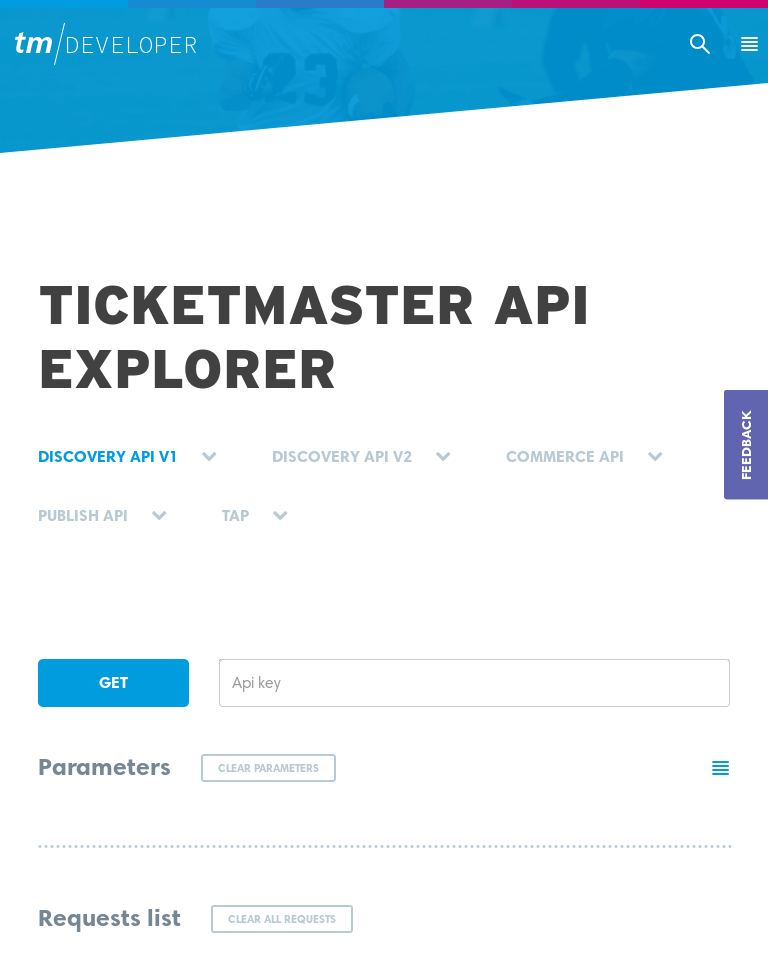 tm/DEVELOPER
23
TICKETMASTER API
EXPLORER
DISCOVERY API V1
DISCOVERY API V2
COMMERCE API
FEEDBACK
PUBLISH API
TAP
GET
Api key
Parameters
CLEAR PARAMETERS
Requests list
CLEAR ALL REQUESTS